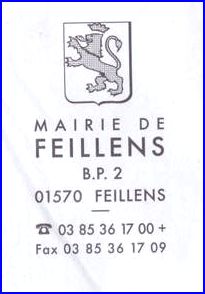 MAIRIE DE
FEILLENS
B.P. 2
01570 FEILLENS
☎ 03 85 36 17 00 +
Fax 03 85 36 17 09